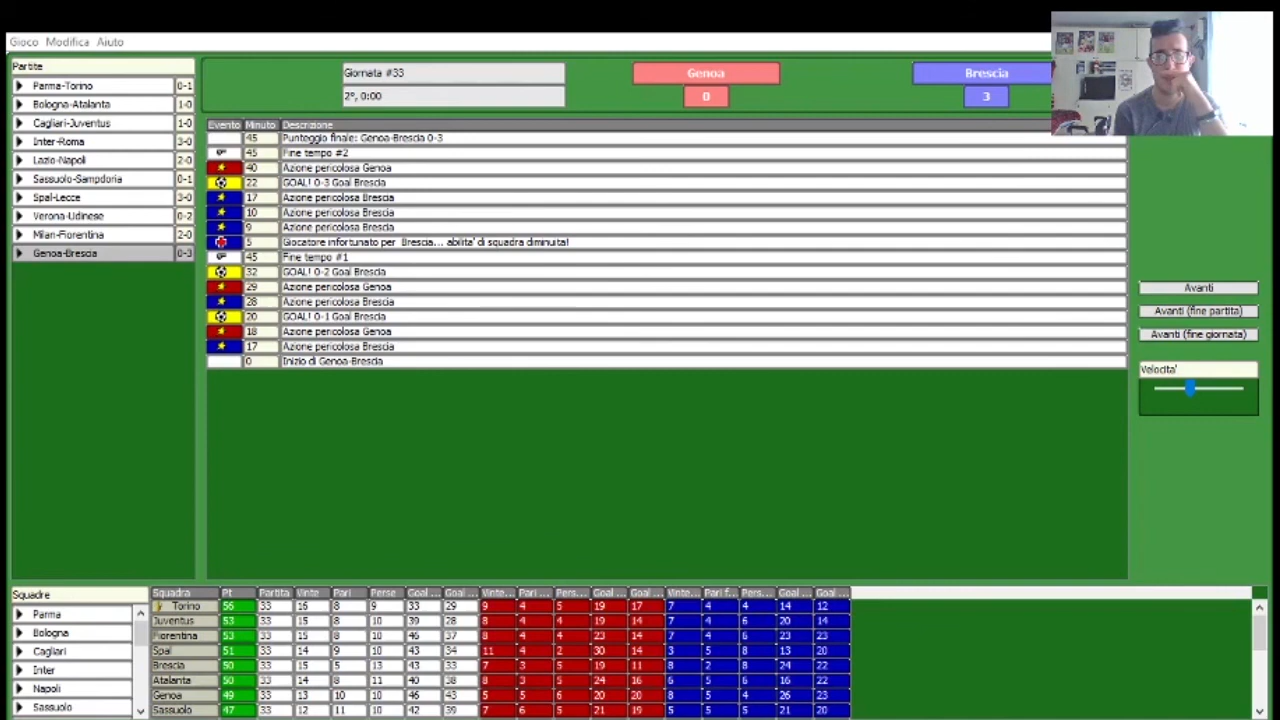 Gioco Modifica Aiuto
Partite
Parma-Torino 0-1
Bologna-Atalanta 1-0
Cagliari-Juventus 1-0
Inter-Roma 3-0
Lazio-Napoli 2-0
Sassuolo-Sampdoria 0-1
Spal-Lecce 3-0
Verona-Udinese 0-2
Milan-Fiorentina 2-0
Genoa-Brescia 0-3
Giornata #33
2°, 0:00
Genoa
0
Brescia
3
Evento Minuto Descrizione
45 Punteggio finale: Genoa-Brescia 0-3
45 Fine tempo #2
40 Azione pericolosa Genoa
22 GOAL! 0-3 Goal Brescia
17 Azione pericolosa Brescia
10 Azione pericolosa Brescia
9 Azione pericolosa Brescia
5 Giocatore infortunato per Brescia... abilita' di squadra diminuita!
45 Fine tempo #1
32 GOAL! 0-2 Goal Brescia
29 Azione pericolosa Genoa
28 Azione pericolosa Brescia
20 GOAL! 0-1 Goal Brescia
18 Azione pericolosa Genoa
17 Azione pericolosa Brescia
0 Inizio di Genoa-Brescia
Avanti
Avanti (fine partita)
Avanti (fine giornata)
Velocita'
Squadre
Parma
Bologna
Cagliari
Inter
Napoli
Sassuolo
Squadra Pt Partita Vinte Pari Perse Goal ... Goal ... Vinte... Pari ... Pers... Goal ... Goal ... Vinte... Pari f... Pers... Goal ... Goal ...
Torino 56 33 16 8 9 33 29 9 4 5 19 17 7 4 4 14 12
Juventus 53 33 15 8 10 39 28 8 4 4 19 14 7 4 6 20 14
Fiorentina 53 33 15 8 10 46 37 8 4 4 23 14 7 4 6 23 23
Spal 51 33 14 9 10 43 34 11 4 2 30 14 3 5 8 13 20
Brescia 50 33 15 5 13 43 33 7 3 5 19 11 8 2 8 24 22
Atalanta 50 33 14 8 11 40 38 8 3 5 24 16 6 5 6 16 22
Genoa 49 33 13 10 10 46 43 5 5 6 20 20 8 5 4 26 23
Sassuolo 47 33 12 11 10 42 39 7 6 5 21 19 5 5 5 21 20